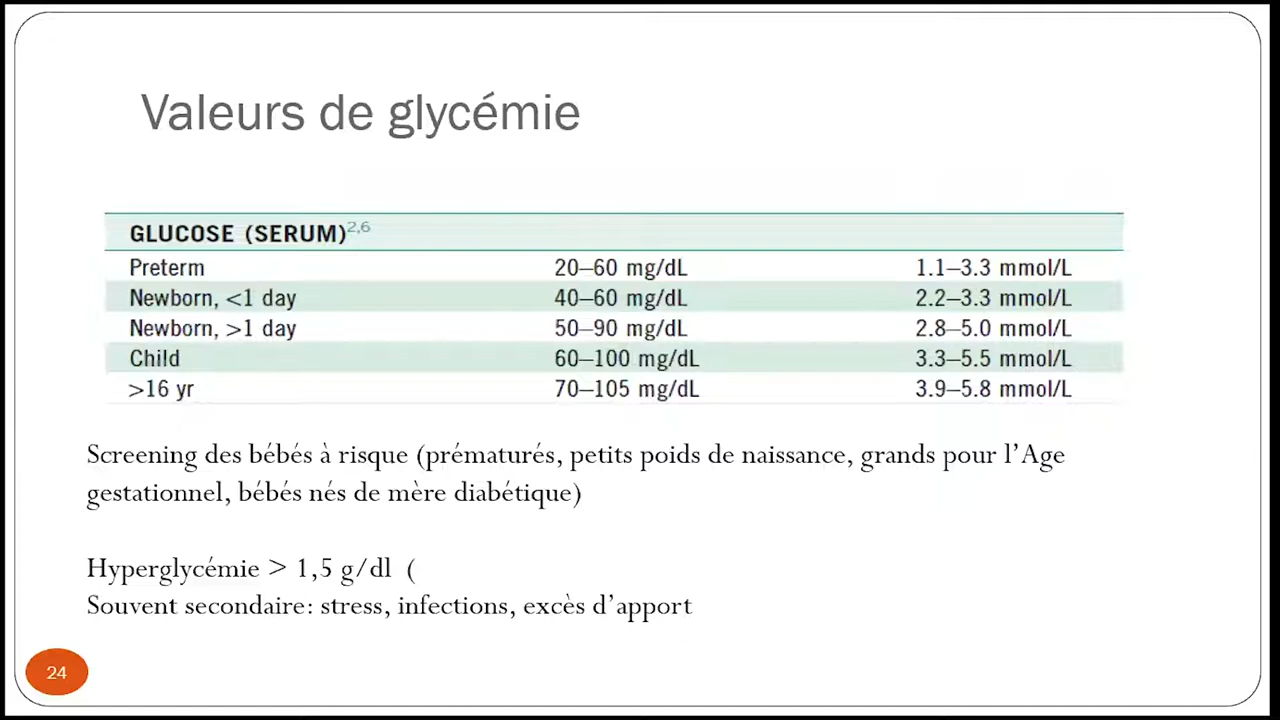 Valeurs de glycémie
GLUCOSE (SERUM)2,6
Preterm 20–60 mg/dL 1.1–3.3 mmol/L
Newborn, <1 day 40–60 mg/dL 2.2–3.3 mmol/L
Newborn, >1 day 50–90 mg/dL 2.8–5.0 mmol/L
Child 60–100 mg/dL 3.3–5.5 mmol/L
>16 yr 70–105 mg/dL 3.9–5.8 mmol/L
Screening des bébés à risque (prématurés, petits poids de naissance, grands pour l’Age
gestationnel, bébés nés de mère diabétique)
Hyperglycémie > 1,5 g/dl (
Souvent secondaire: stress, infections, excès d’apport
24